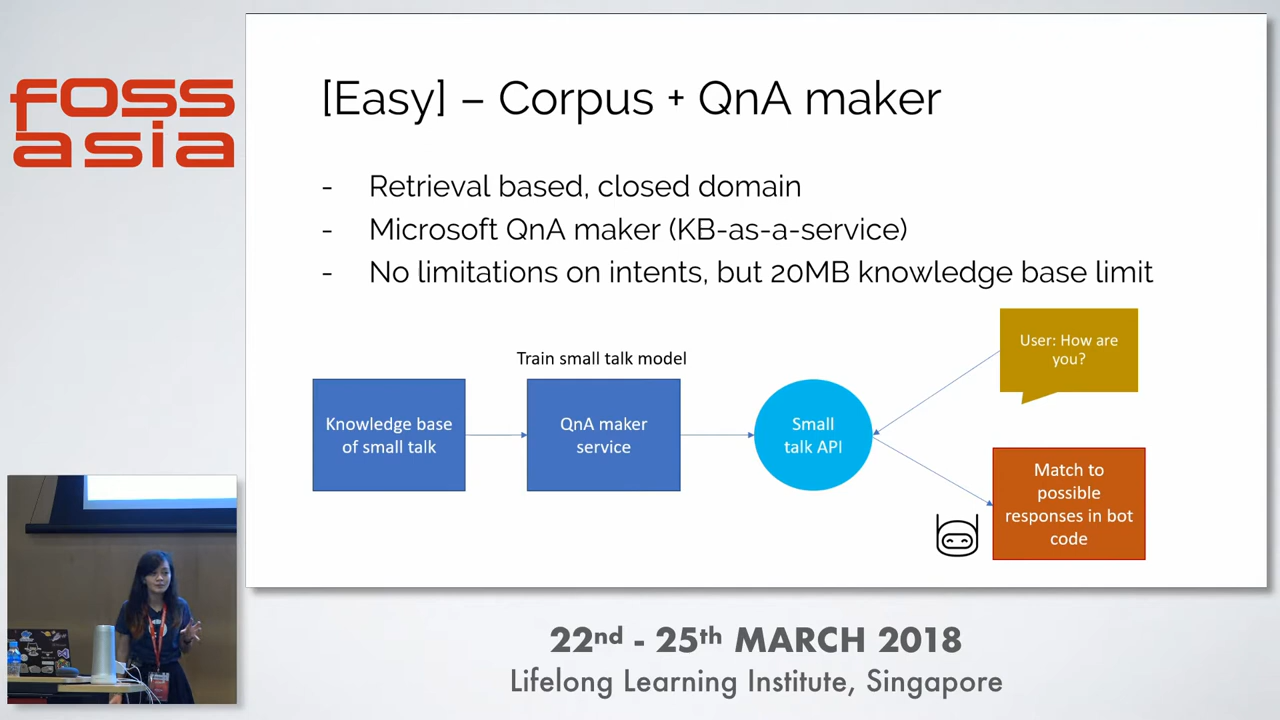 foss
asia
[Easy] – Corpus + QnA maker
- Retrieval based, closed domain
- Microsoft QnA maker (KB-as-a-service)
- No limitations on intents, but 20MB knowledge base limit
Train small talk model
Knowledge base
of small talk
QnA maker
service
Small
talk API
User: How are
you?
Match to
possible
responses in bot
code
22nd - 25th MARCH 2018
Lifelong Learning Institute, Singapore